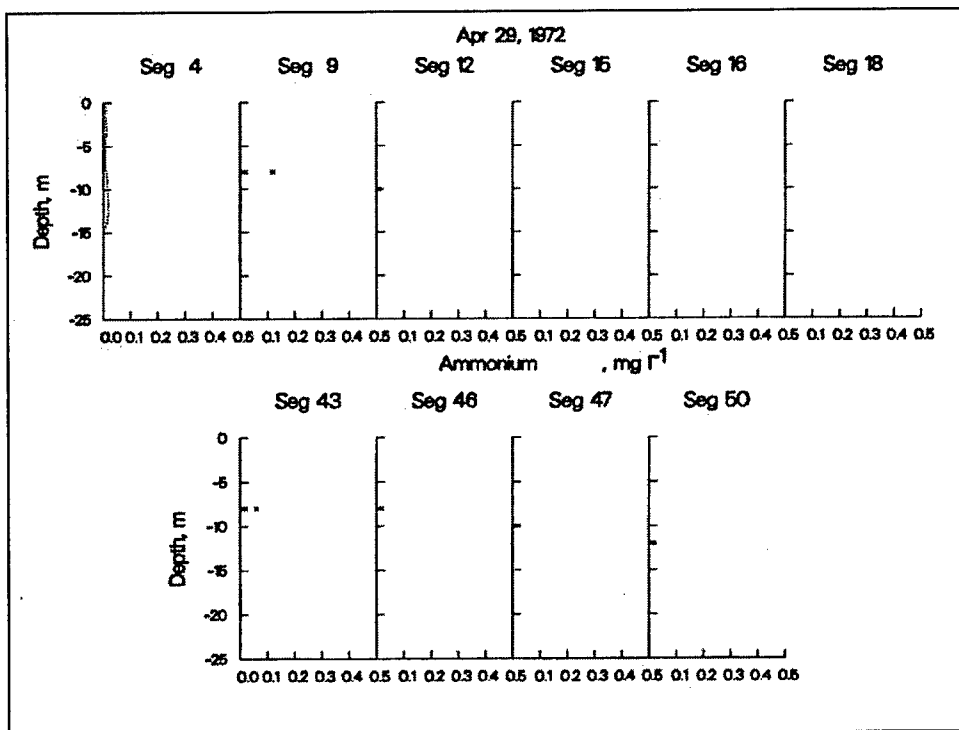 Apr 29, 1972
Seg 4 Seg 9 Seg 12 Seg 15 Seg 16 Seg 18
0
-5
-10
-15
-20
-25
Depth, m
0.0 0.1 0.2 0.3 0.4 0.5 0.1 0.2 0.3 0.4 0.5 0.1 0.2 0.3 0.4 0.5 0.1 0.2 0.3 0.4 0.5 0.1 0.2 0.3 0.4 0.5 0.1 0.2 0.3 0.4 0.5
Ammonium , mg l⁻¹
Seg 43 Seg 46 Seg 47 Seg 50
0
-5
-10
-15
-20
-25
Depth, m
0.0 0.1 0.2 0.3 0.4 0.5 0.1 0.2 0.3 0.4 0.5 0.1 0.2 0.3 0.4 0.5 0.1 0.2 0.3 0.4 0.5